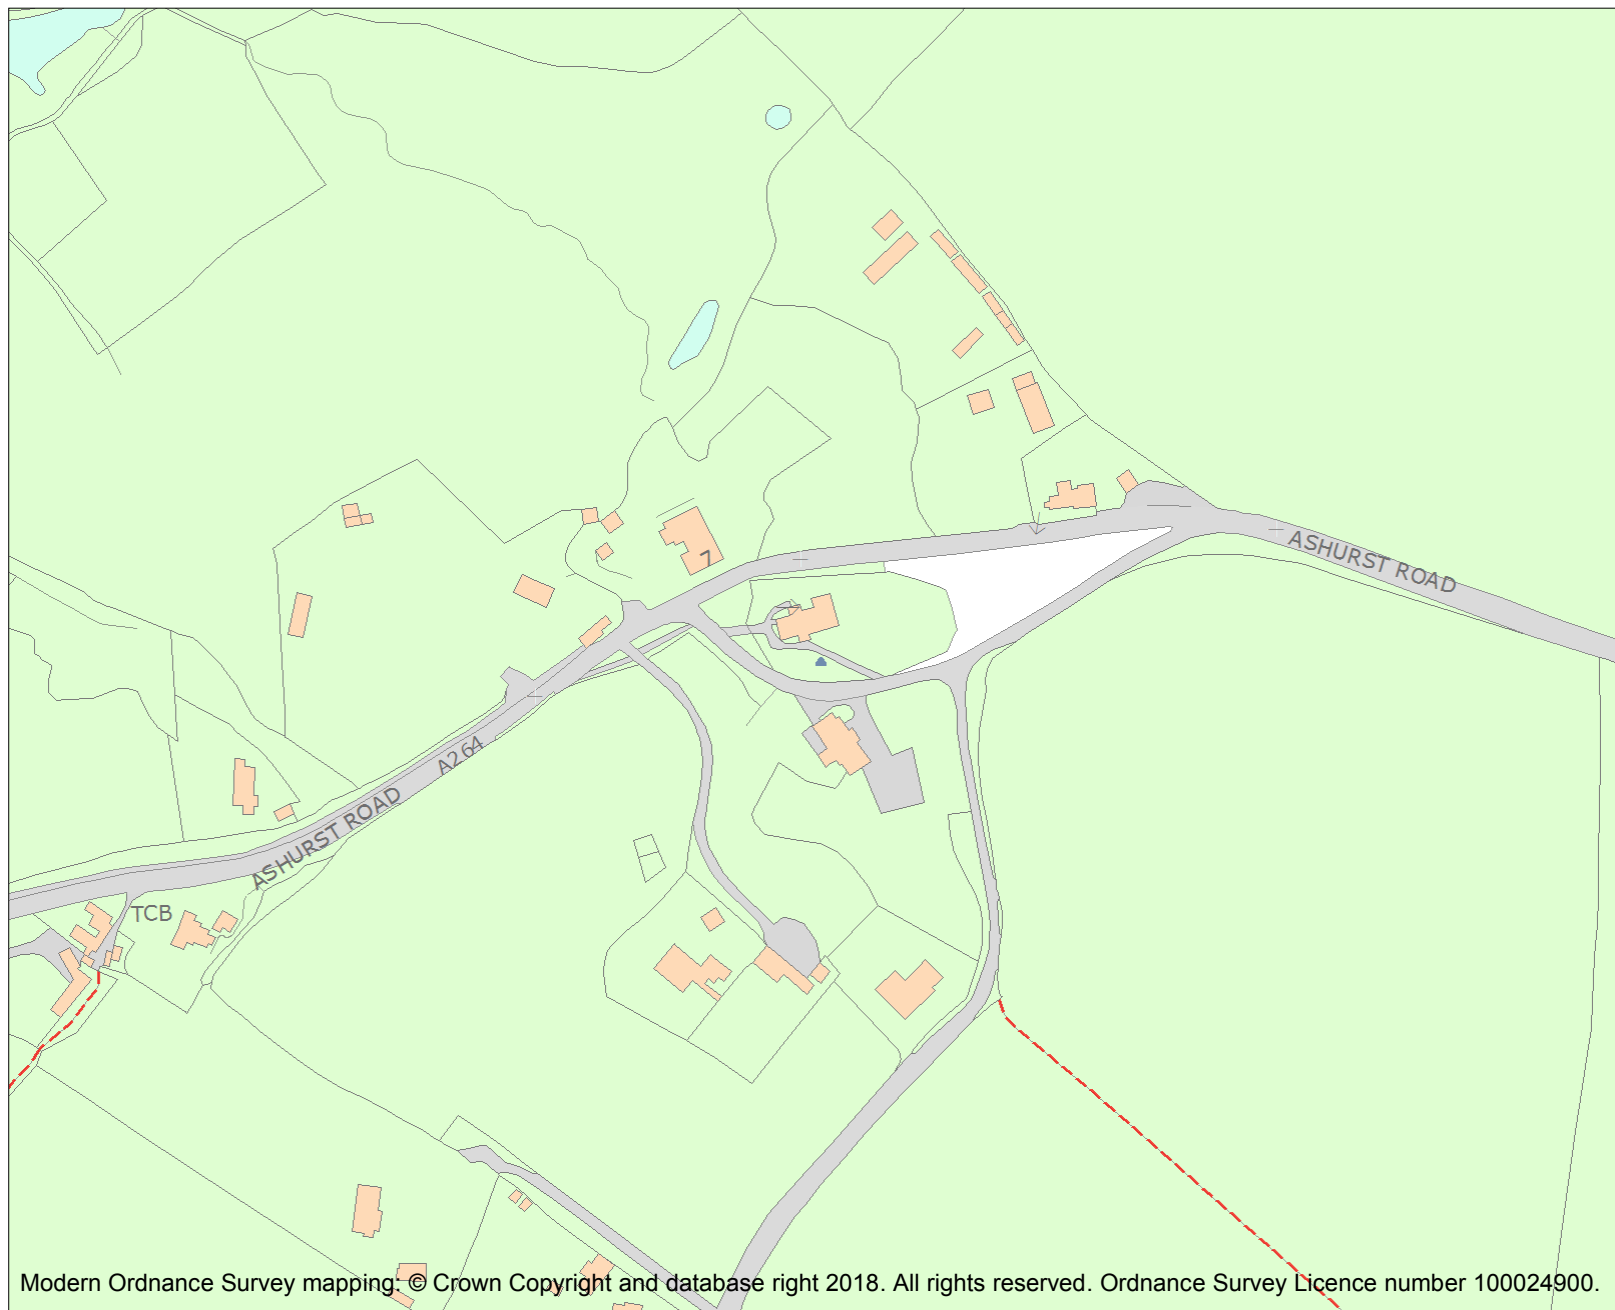 ASHURST ROAD
7
A264
ASHURST ROAD
TCB
Modern Ordnance Survey mapping: © Crown Copyright and database right 2018. All rights reserved. Ordnance Survey Licence number 100024900.